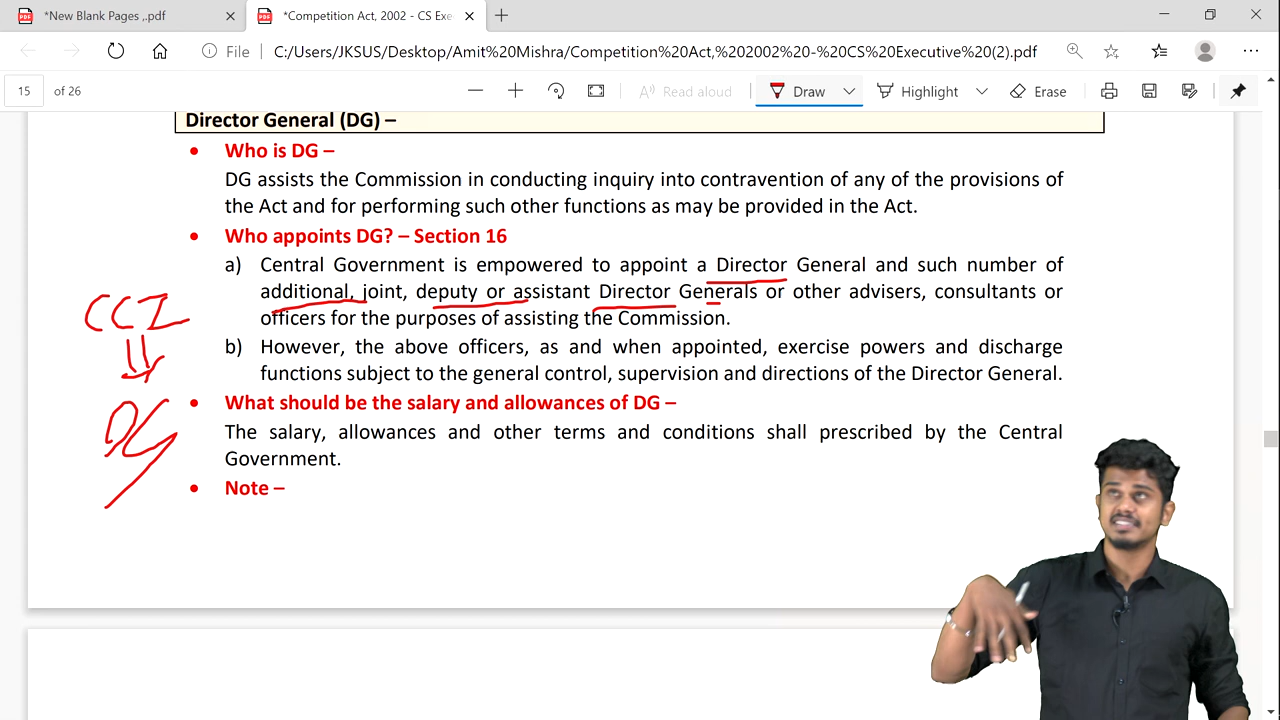 *New Blank Pages ,.pdf
*Competition Act, 2002 - CS Exe
File C:/Users/JKSUS/Desktop/Amit%20Mishra/Competition%20Act,%202002%20-%20CS%20Executive%20(2).pdf
15 of 26 Read aloud Draw Highlight Erase
Director General (DG) –
• Who is DG –
DG assists the Commission in conducting inquiry into contravention of any of the provisions of
the Act and for performing such other functions as may be provided in the Act.
• Who appoints DG? – Section 16
a) Central Government is empowered to appoint a Director General and such number of
additional, joint, deputy or assistant Director Generals or other advisers, consultants or
officers for the purposes of assisting the Commission.
CCI
b) However, the above officers, as and when appointed, exercise powers and discharge
functions subject to the general control, supervision and directions of the Director General.
• What should be the salary and allowances of DG –
DG
The salary, allowances and other terms and conditions shall prescribed by the Central
Government.
• Note –